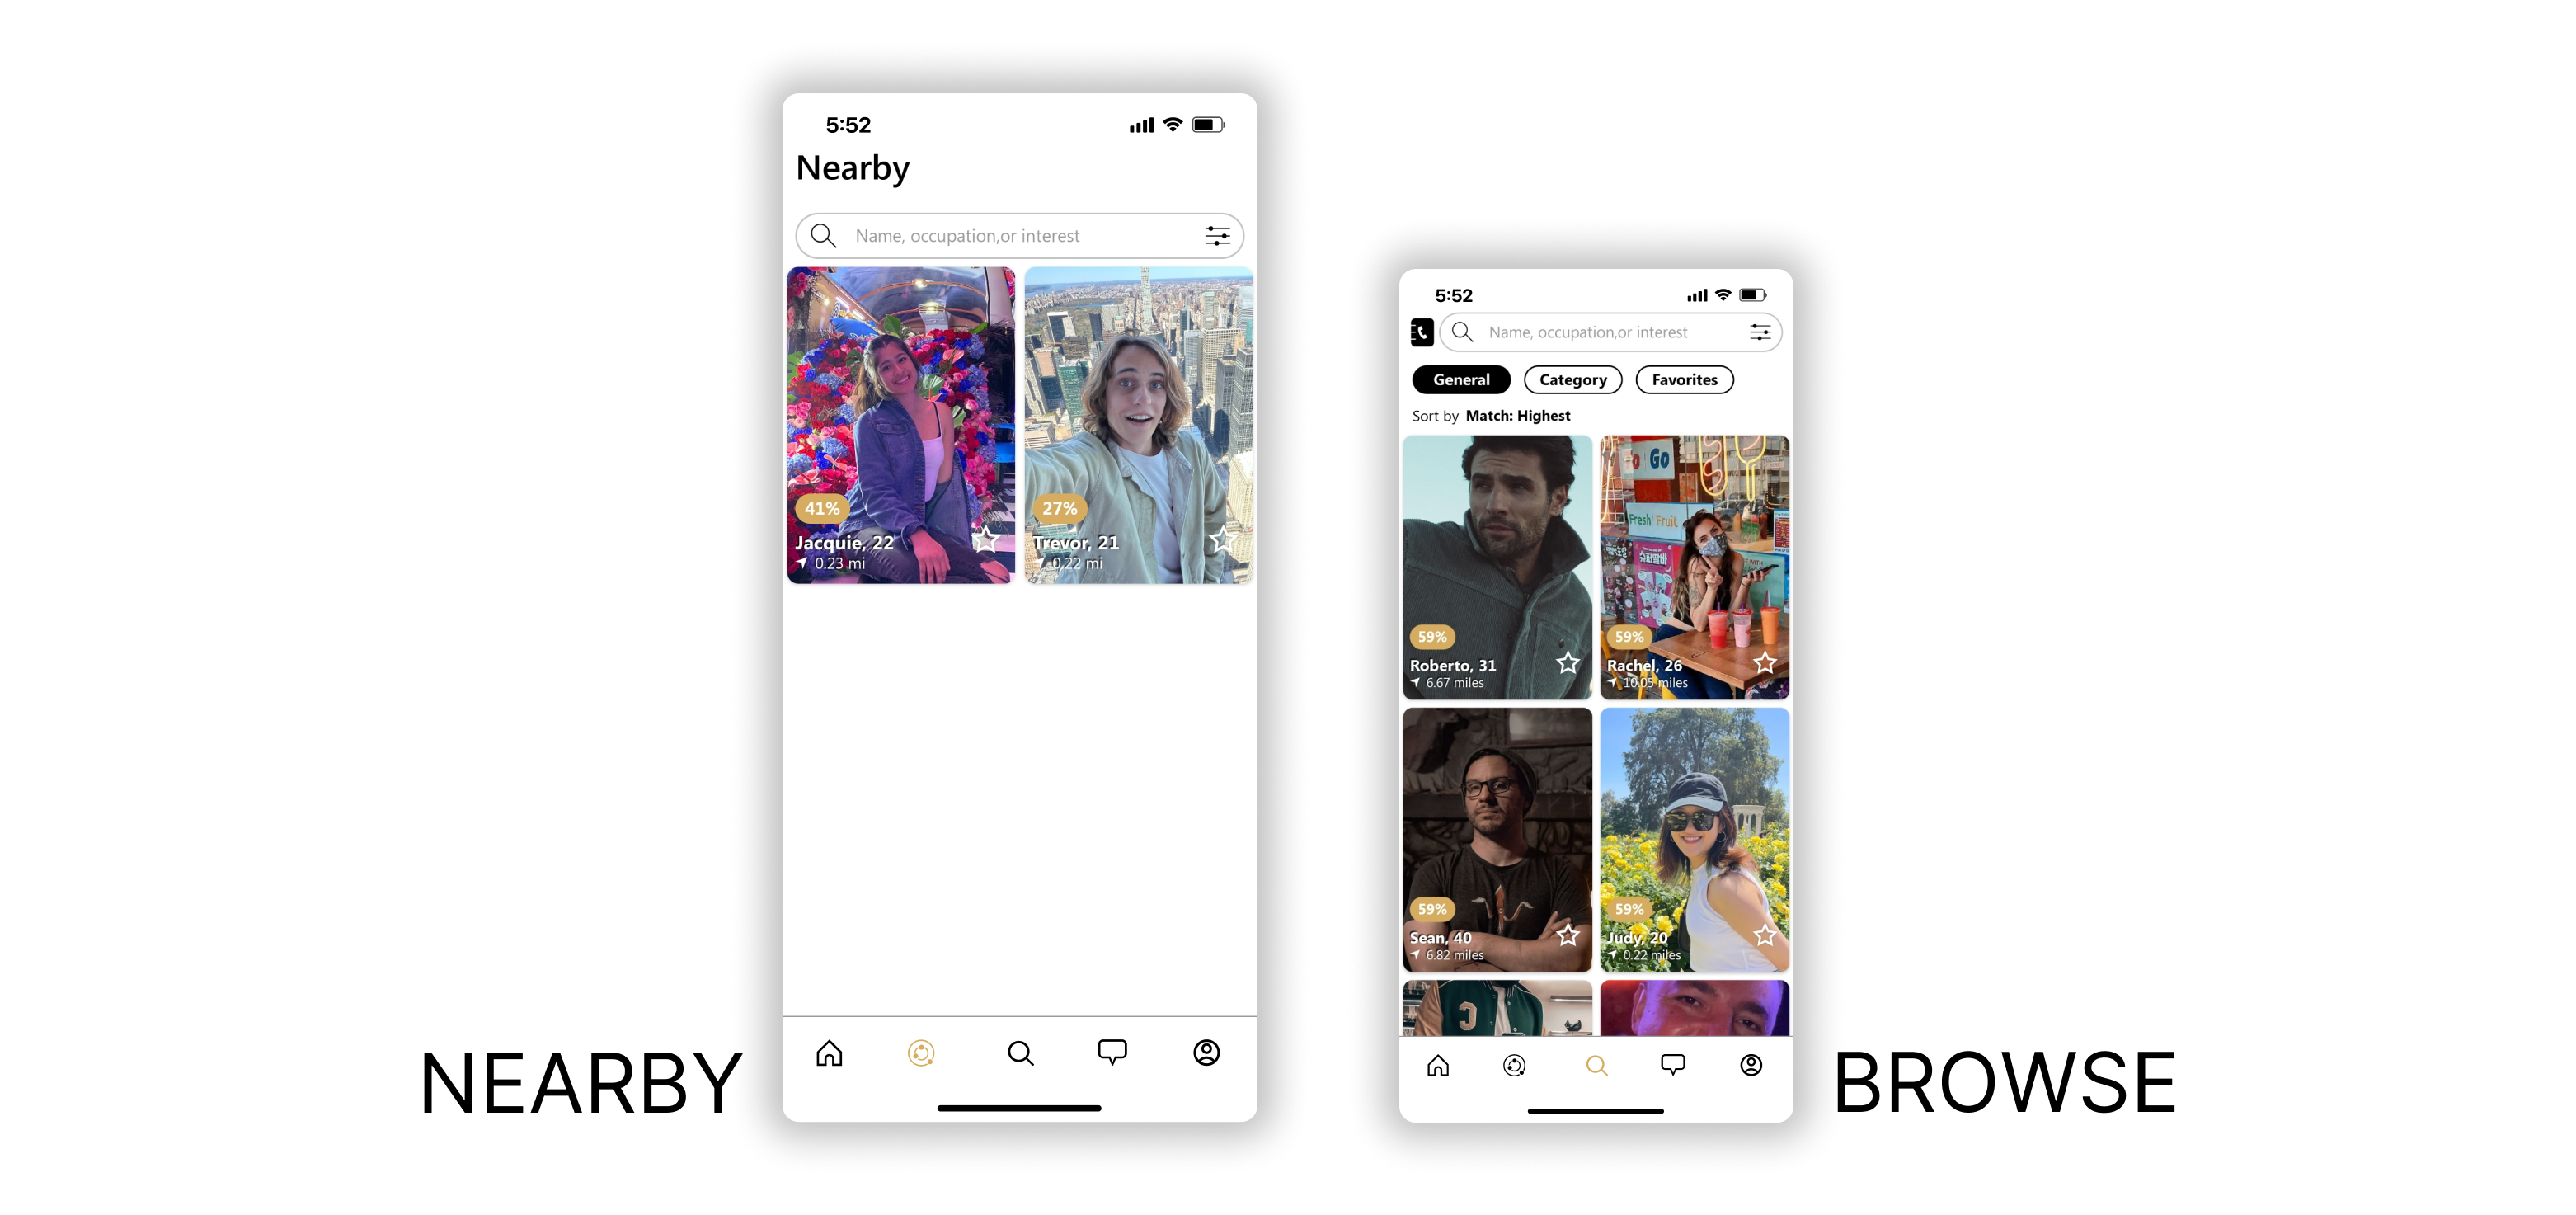 5:52
Nearby
Name, occupation,or interest
41%
Jacquie, 22
0.23 mi
27%
Trevor, 21
0.22 mi
NEARBY
5:52
Name, occupation,or interest
General
Category
Favorites
Sort by Match: Highest
59%
Roberto, 31
6.67 miles
Go
Fresh Fruit
59%
Rachel, 26
10.05 miles
59%
Sean, 40
6.82 miles
59%
Judy, 20
0.22 miles
BROWSE